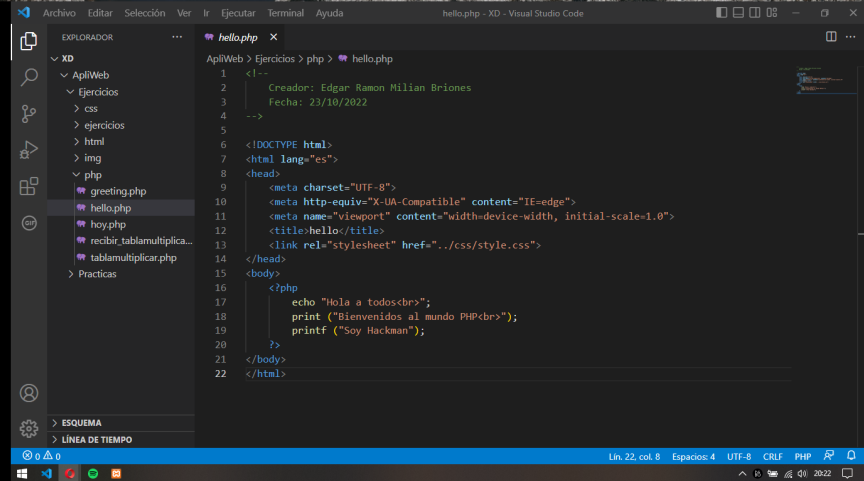 Archivo Editar Selección Ver Ir Ejecutar Terminal Ayuda hello.php - XD - Visual Studio Code
EXPLORADOR ···
XD
ApliWeb
Ejercicios
css
ejercicios
html
img
php
greeting.php
hello.php
hoy.php
recibir_tablamultiplica...
tablamultiplicar.php
Practicas
ESQUEMA
LÍNEA DE TIEMPO
hello.php
ApliWeb > Ejercicios > php > hello.php
1 <!--
2 Creador: Edgar Ramon Milian Briones
3 Fecha: 23/10/2022
4 -->
5
6 <!DOCTYPE html>
7 <html lang="es">
8 <head>
9 <meta charset="UTF-8">
10 <meta http-equiv="X-UA-Compatible" content="IE=edge">
11 <meta name="viewport" content="width=device-width, initial-scale=1.0">
12 <title>hello</title>
13 <link rel="stylesheet" href="../css/style.css">
14 </head>
15 <body>
16 <?php
17 echo "Hola a todos<br>";
18 print ("Bienvenidos al mundo PHP<br>");
19 printf ("Soy Hackman");
20 ?>
21 </body>
22 </html>
0 0 Lín. 22, col. 8 Espacios: 4 UTF-8 CRLF PHP
20:22
GIF